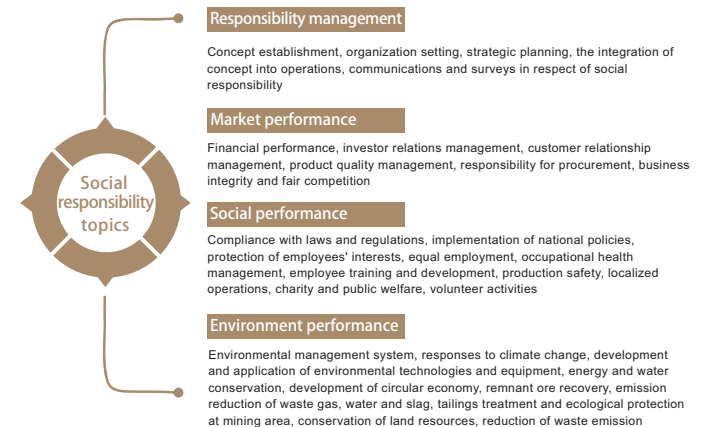 Responsibility management
Concept establishment, organization setting, strategic planning, the integration of
concept into operations, communications and surveys in respect of social
responsibility
Market performance
Financial performance, investor relations management, customer relationship
management, product quality management, responsibility for procurement, business
integrity and fair competition
Social
responsibility
topics
Social performance
Compliance with laws and regulations, implementation of national policies,
protection of employees' interests, equal employment, occupational health
management, employee training and development, production safety, localized
operations, charity and public welfare, volunteer activities
Environment performance
Environmental management system, responses to climate change, development
and application of environmental technologies and equipment, energy and water
conservation, development of circular economy, remnant ore recovery, emission
reduction of waste gas, water and slag, tailings treatment and ecological protection
at mining area, conservation of land resources, reduction of waste emission